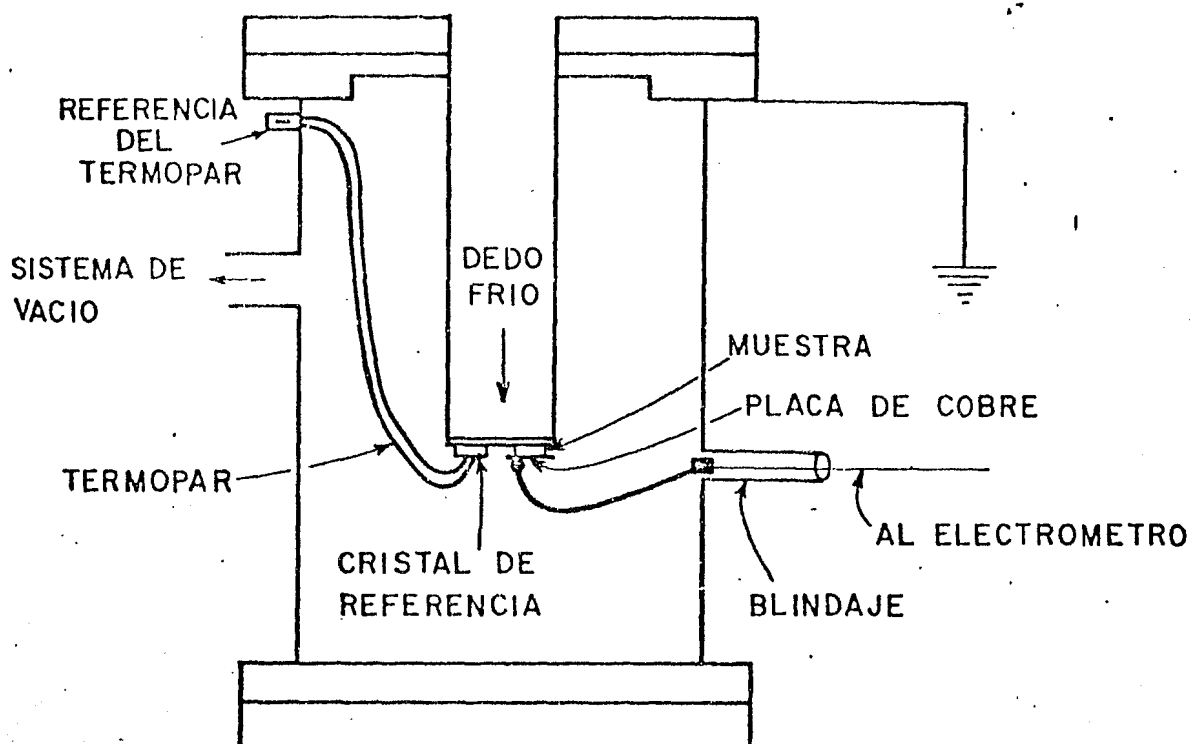 REFERENCIA
DEL
TERMOPAR
SISTEMA DE
VACIO
DEDO
FRIO
MUESTRA
PLACA DE COBRE
TERMOPAR
AL ELECTROMETRO
CRISTAL DE
REFERENCIA
BLINDAJE